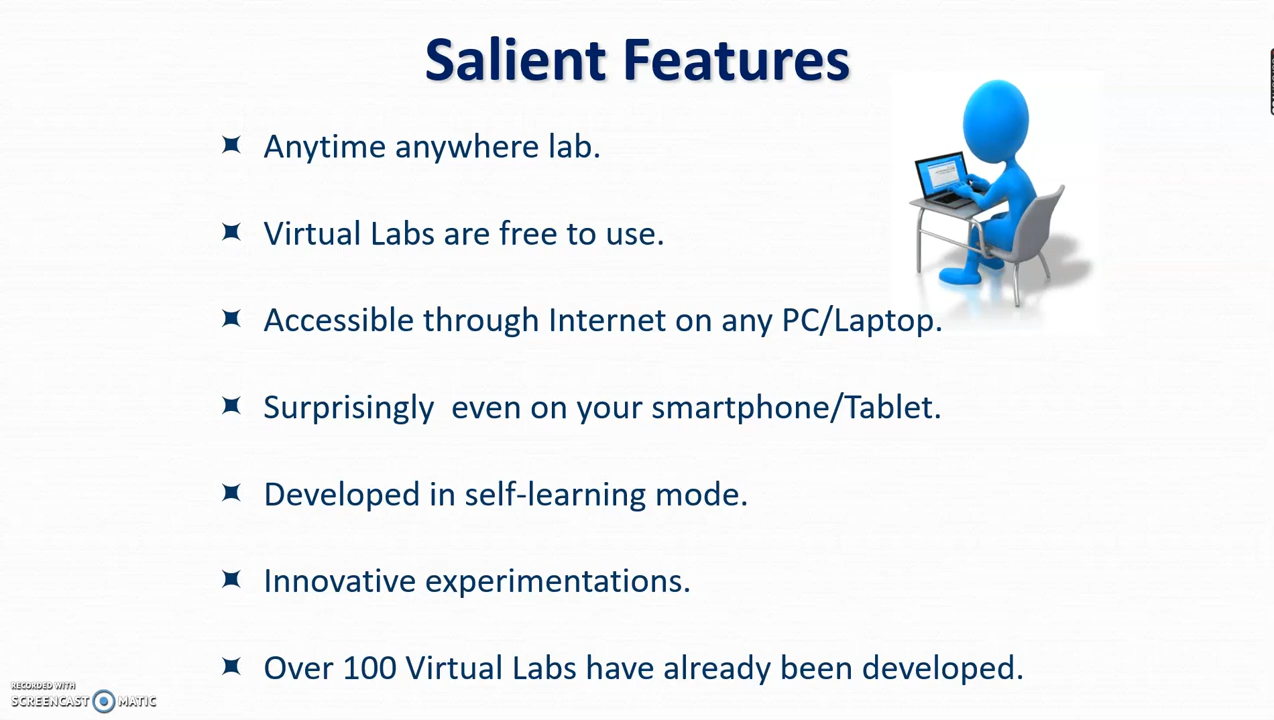 Salient Features
Anytime anywhere lab.
Virtual Labs are free to use.
Accessible through Internet on any PC/Laptop.
Surprisingly  even on your smartphone/Tablet.
Developed in self-learning mode.
Innovative experimentations.
Over 100 Virtual Labs have already been developed.
RECORDED WITH
SCREENCAST MATIC